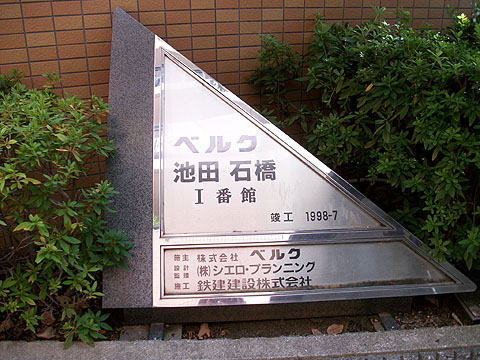 ベルク
池田 石橋
I 番館
竣工 1998-7
施主 株式会社 ベルク
設計監理 (株)シエロ・プランニング
施工 鉄建建設株式会社